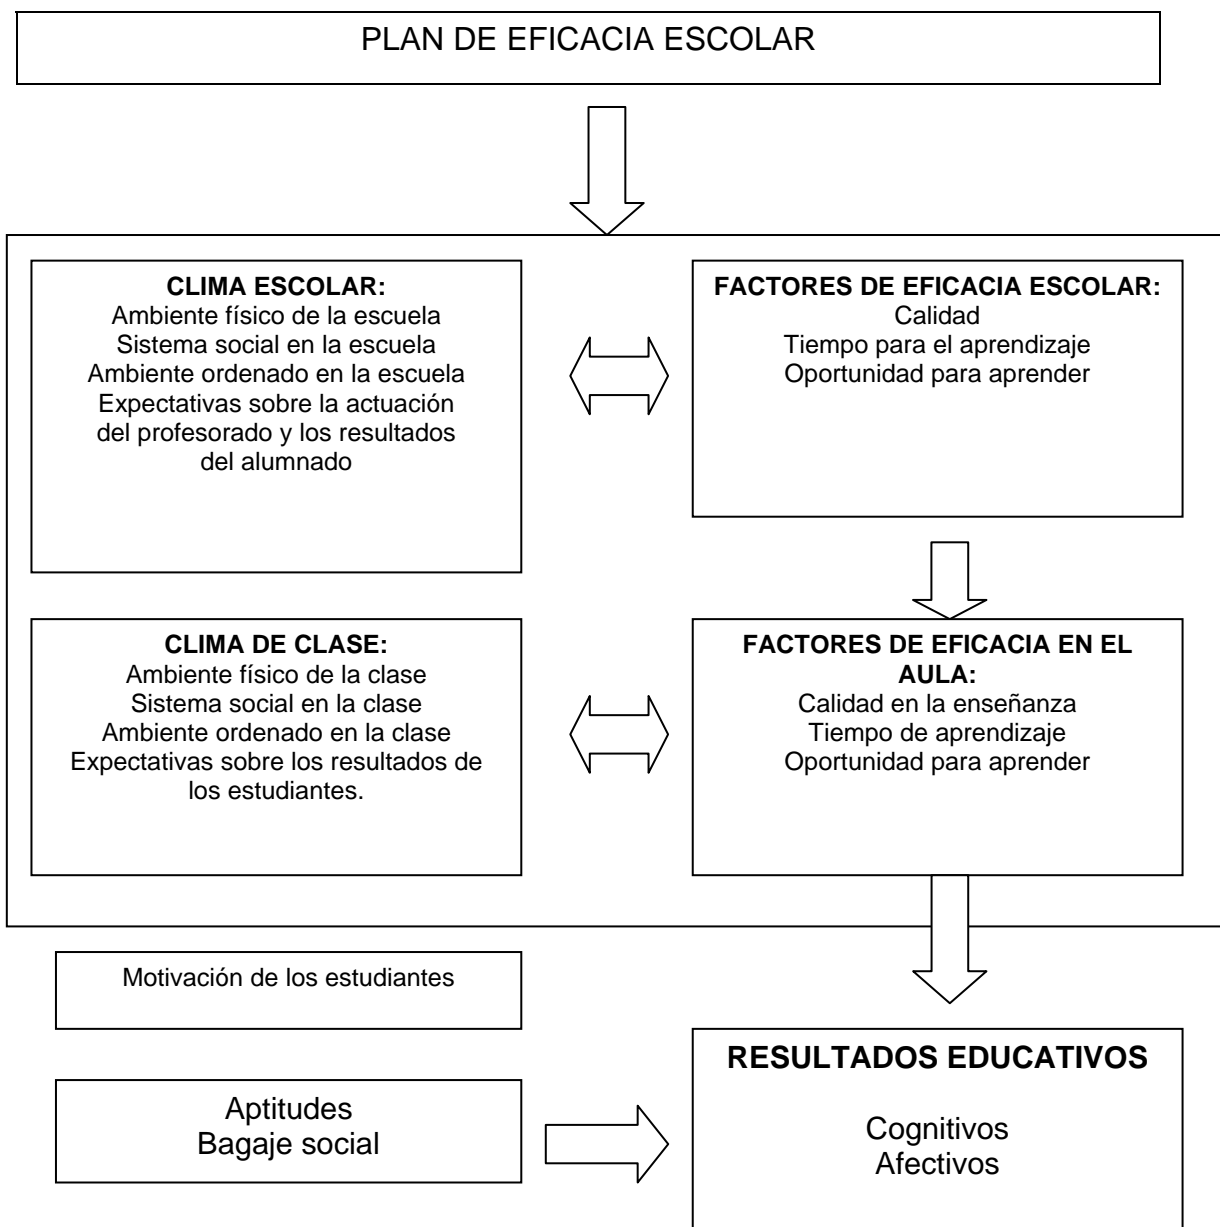 PLAN DE EFICACIA ESCOLAR
CLIMA ESCOLAR:
Ambiente físico de la escuela
Sistema social en la escuela
Ambiente ordenado en la escuela
Expectativas sobre la actuación
del profesorado y los resultados
del alumnado
FACTORES DE EFICACIA ESCOLAR:
Calidad
Tiempo para el aprendizaje
Oportunidad para aprender
CLIMA DE CLASE:
Ambiente físico de la clase
Sistema social en la clase
Ambiente ordenado en la clase
Expectativas sobre los resultados de
los estudiantes.
FACTORES DE EFICACIA EN EL
AULA:
Calidad en la enseñanza
Tiempo de aprendizaje
Oportunidad para aprender
Motivación de los estudiantes
Aptitudes
Bagaje social
RESULTADOS EDUCATIVOS
Cognitivos
Afectivos